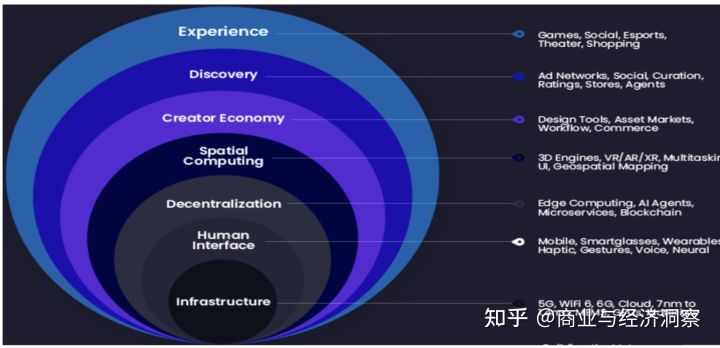 Experience
Games, Social, Esports,
Theater, Shopping
Discovery
Ad Networks, Social, Curation,
Ratings, Stores, Agents
Creator Economy
Design Tools, Asset Markets,
Workflow, Commerce
Spatial
Computing
3D Engines, VR/AR/XR, Multitaskin
UI, Geospatial Mapping
Decentralization
Edge Computing, AI Agents,
Microservices, Blockchain
Human
Interface
Mobile, Smartglasses, Wearables
Haptic, Gestures, Voice, Neural
Infrastructure
5G, WiFi 6, 6G, Cloud, 7nm to
知乎 @商业与经济洞察